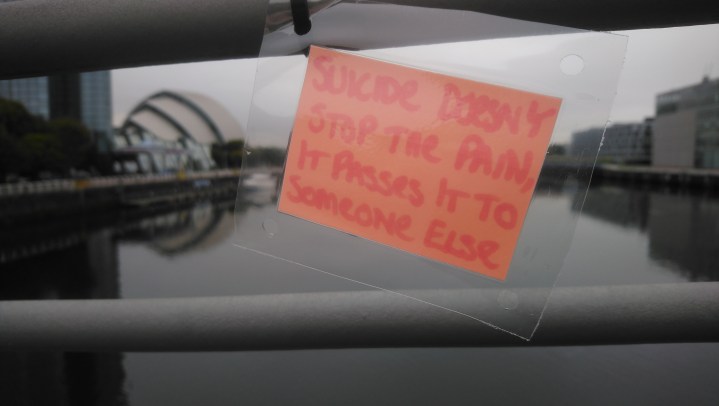 SUICIDE DOESN'T
STOP THE PAIN,
IT PASSES IT TO
SOMEONE ELSE